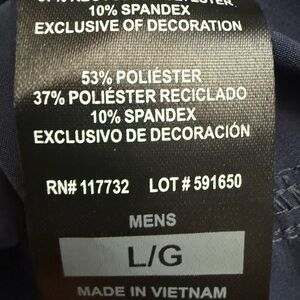 10% SPANDEX
EXCLUSIVE OF DECORATION
53% POLIÉSTER
37% POLIÉSTER RECICLADO
10% SPANDEX
EXCLUSIVO DE DECORACIÓN
RN# 117732 LOT # 591650
MENS
L/G
MADE IN VIETNAM